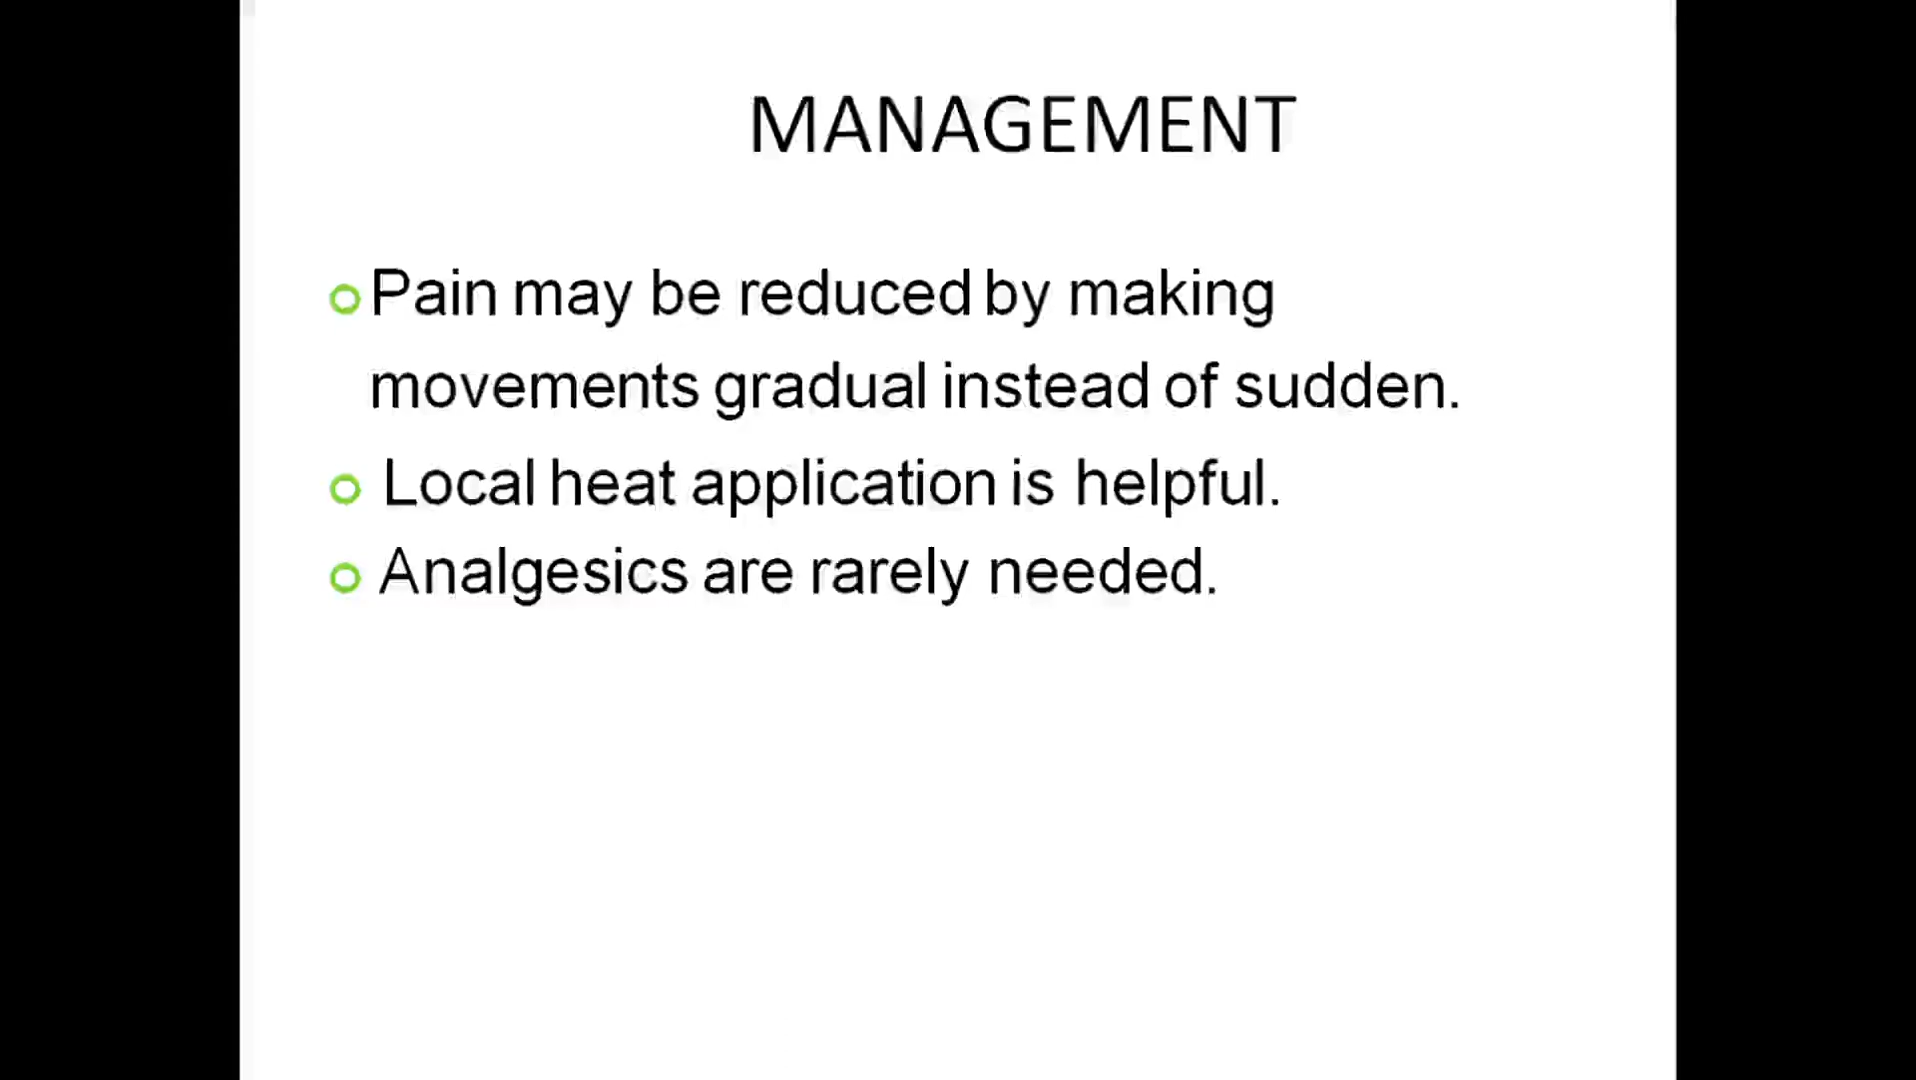 MANAGEMENT
Pain may be reduced by making
movements gradual instead of sudden.
Local heat application is helpful.
Analgesics are rarely needed.